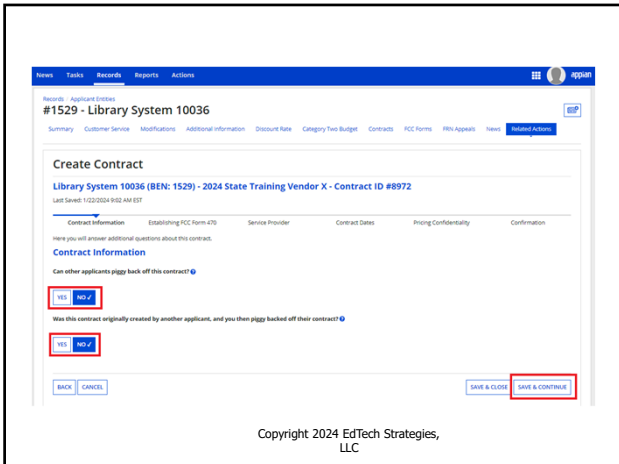 News Tasks Records Reports Actions appian
Records / Applicant Entities
#1529 - Library System 10036
Summary Customer Service Modifications Additional Information Discount Rate Category Two Budget Contracts FCC Forms FRN Appeals News Related Actions
Create Contract
Library System 10036 (BEN: 1529) - 2024 State Training Vendor X - Contract ID #8972
Last Saved: 1/22/2024 9:02 AM EST
Contract Information Establishing FCC Form 470 Service Provider Contract Dates Pricing Confidentiality Confirmation
Here you will answer additional questions about this contract.
Contract Information
Can other applicants piggy back off this contract?
YES NO ✓
Was this contract originally created by another applicant, and you then piggy backed off their contract?
YES NO ✓
BACK CANCEL SAVE & CLOSE SAVE & CONTINUE
Copyright 2024 EdTech Strategies,
LLC